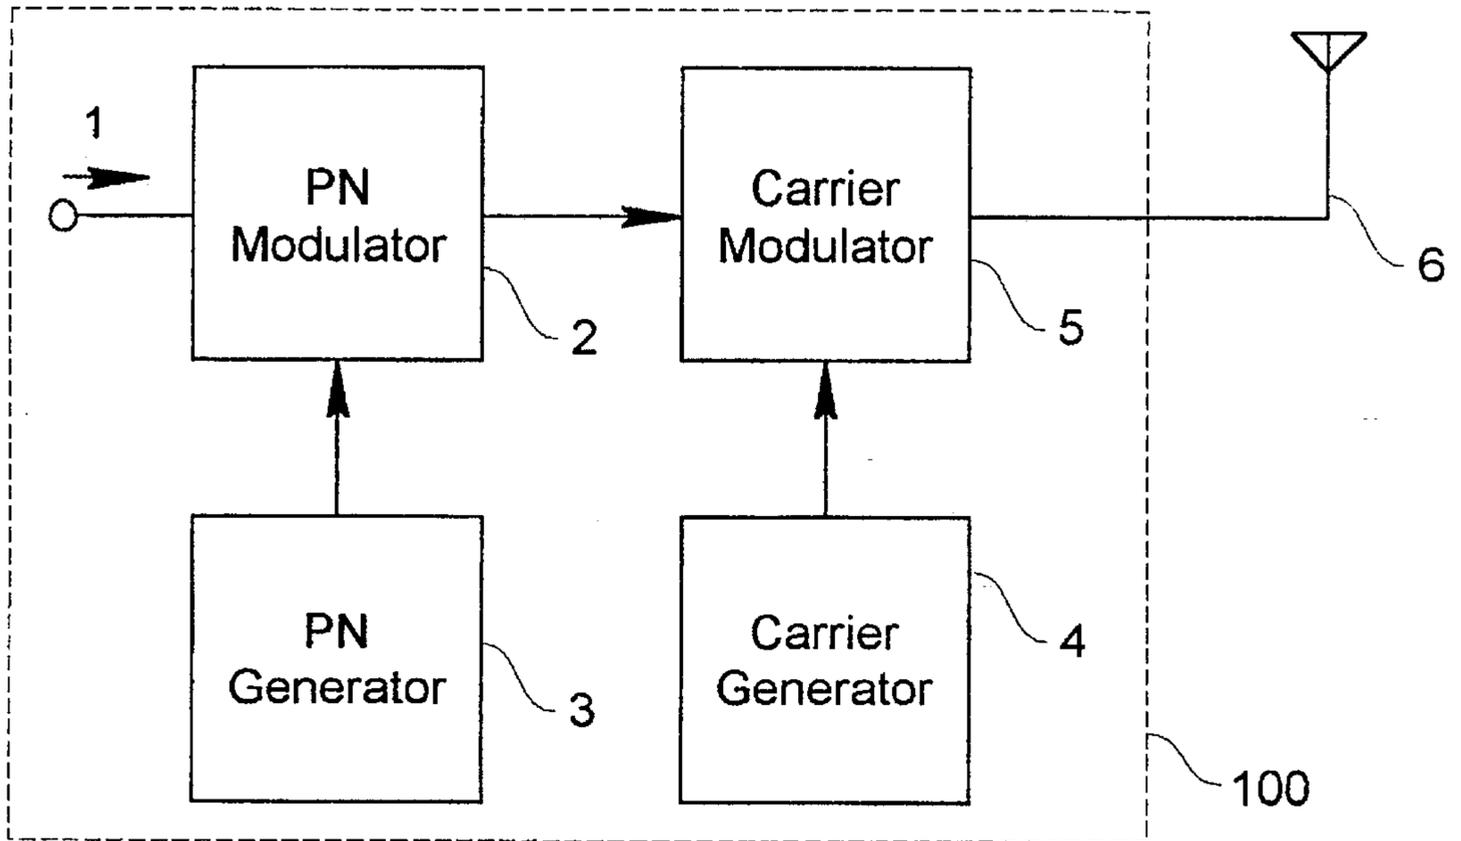 1
PN
Modulator
2
Carrier
Modulator
5
6
PN
Generator
3
Carrier
Generator
4
100